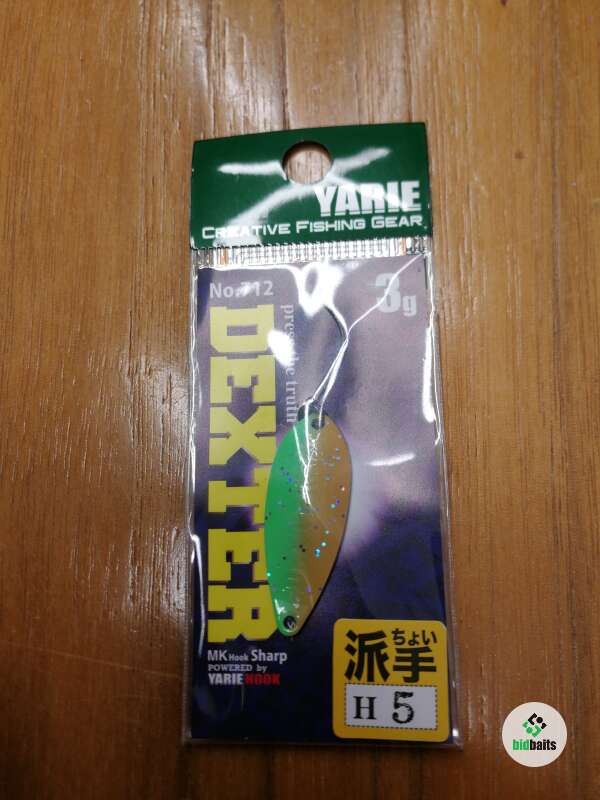 YARIE
CREATIVE FISHING GEAR
No.712
3g
DEXTER
MK Hook Sharp
POWERED by
YARIE HOOK
ちょい
派手
H 5
bidbaits